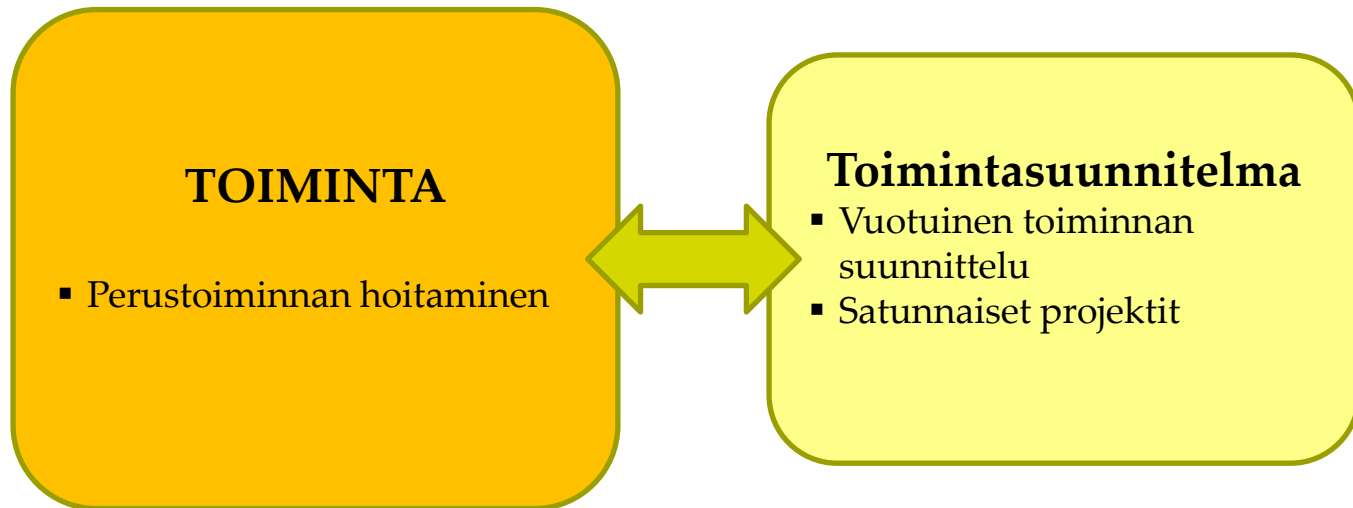 TOIMINTA
▪ Perustoiminnan hoitaminen
Toimintasuunnitelma
▪ Vuotuinen toiminnan
suunnittelu
▪ Satunnaiset projektit